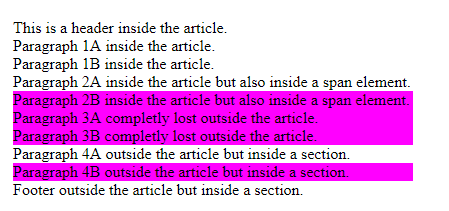 This is a header inside the article.
Paragraph 1A inside the article.
Paragraph 1B inside the article.
Paragraph 2A inside the article but also inside a span element.
Paragraph 2B inside the article but also inside a span element.
Paragraph 3A completly lost outside the article.
Paragraph 3B completly lost outside the article.
Paragraph 4A outside the article but inside a section.
Paragraph 4B outside the article but inside a section.
Footer outside the article but inside a section.